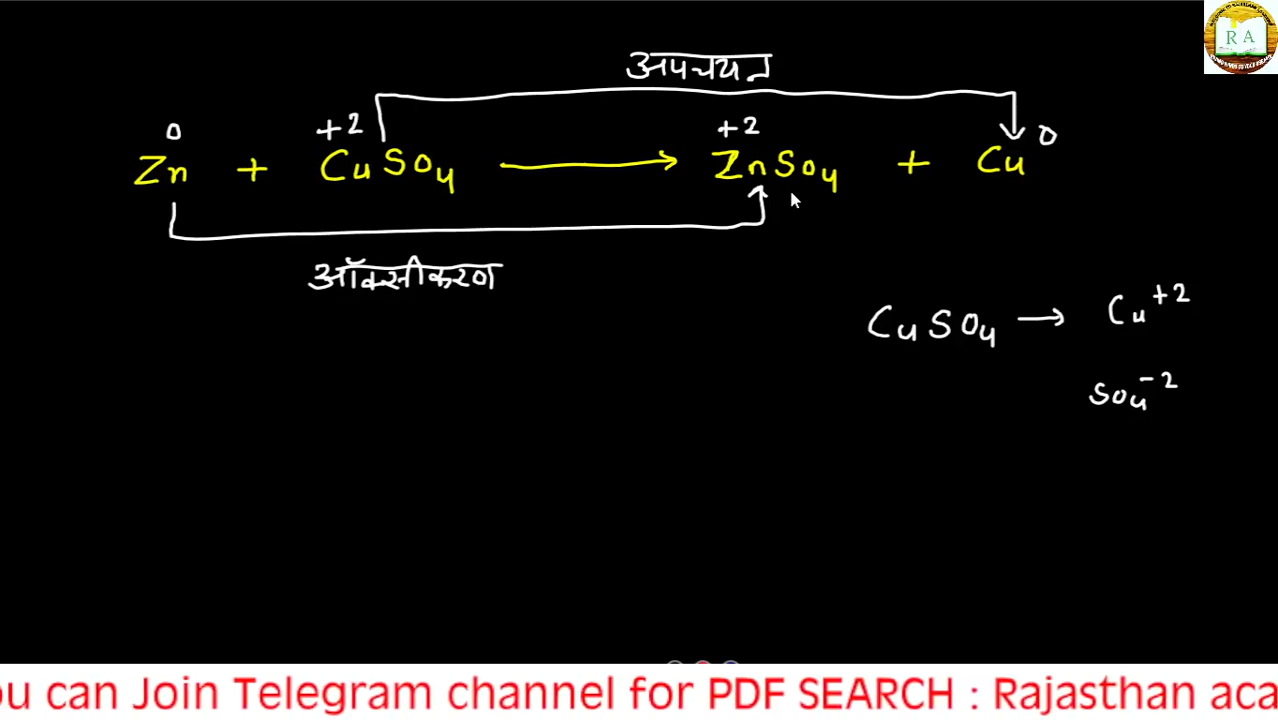 अपचयन
0 +2 +2 0
Zn + CuSO4 → ZnSO4 + Cu
ऑक्सीकरण
CuSO4 → Cu+2
SO4-2
RA
ou can Join Telegram channel for PDF SEARCH : Rajasthan aca